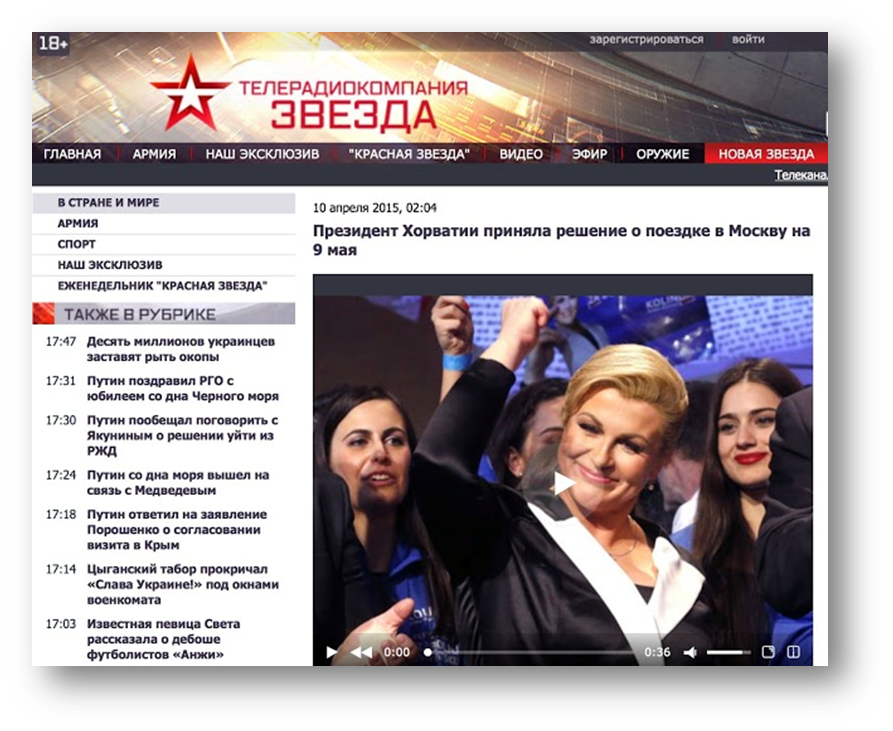 18+
зарегистрироваться войти
ТЕЛЕРАДИОКОМПАНИЯ
ЗВЕЗДА
ГЛАВНАЯ АРМИЯ НАШ ЭКСКЛЮЗИВ "КРАСНАЯ ЗВЕЗДА" ВИДЕО ЭФИР ОРУЖИЕ НОВАЯ ЗВЕЗДА
Телекана
В СТРАНЕ И МИРЕ
АРМИЯ
СПОРТ
НАШ ЭКСКЛЮЗИВ
ЕЖЕНЕДЕЛЬНИК "КРАСНАЯ ЗВЕЗДА"
ТАКЖЕ В РУБРИКЕ
17:47 Десять миллионов украинцев
заставят рыть окопы
17:31 Путин поздравил РГО с
юбилеем со дна Черного моря
17:30 Путин пообещал поговорить с
Якуниным о решении уйти из
РЖД
17:24 Путин со дна моря вышел на
связь с Медведевым
17:18 Путин ответил на заявление
Порошенко о согласовании
визита в Крым
17:14 Цыганский табор прокричал
«Слава Украине!» под окнами
военкомата
17:03 Известная певица Света
рассказала о дебоше
футболистов «Анжи»
10 апреля 2015, 02:04
Президент Хорватии приняла решение о поездке в Москву на
9 мая
KOLIN
0:00 0:36